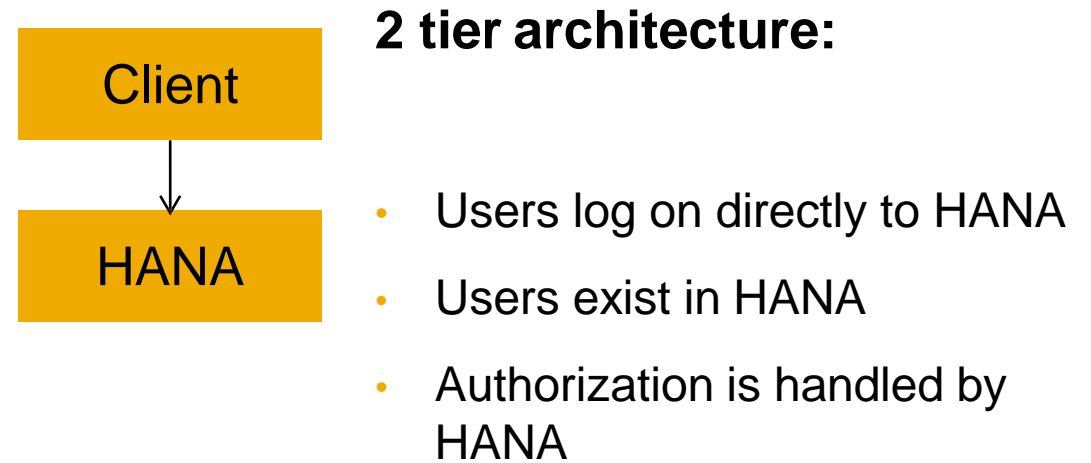 2 tier architecture:
Client
HANA
• Users log on directly to HANA
• Users exist in HANA
• Authorization is handled by
HANA